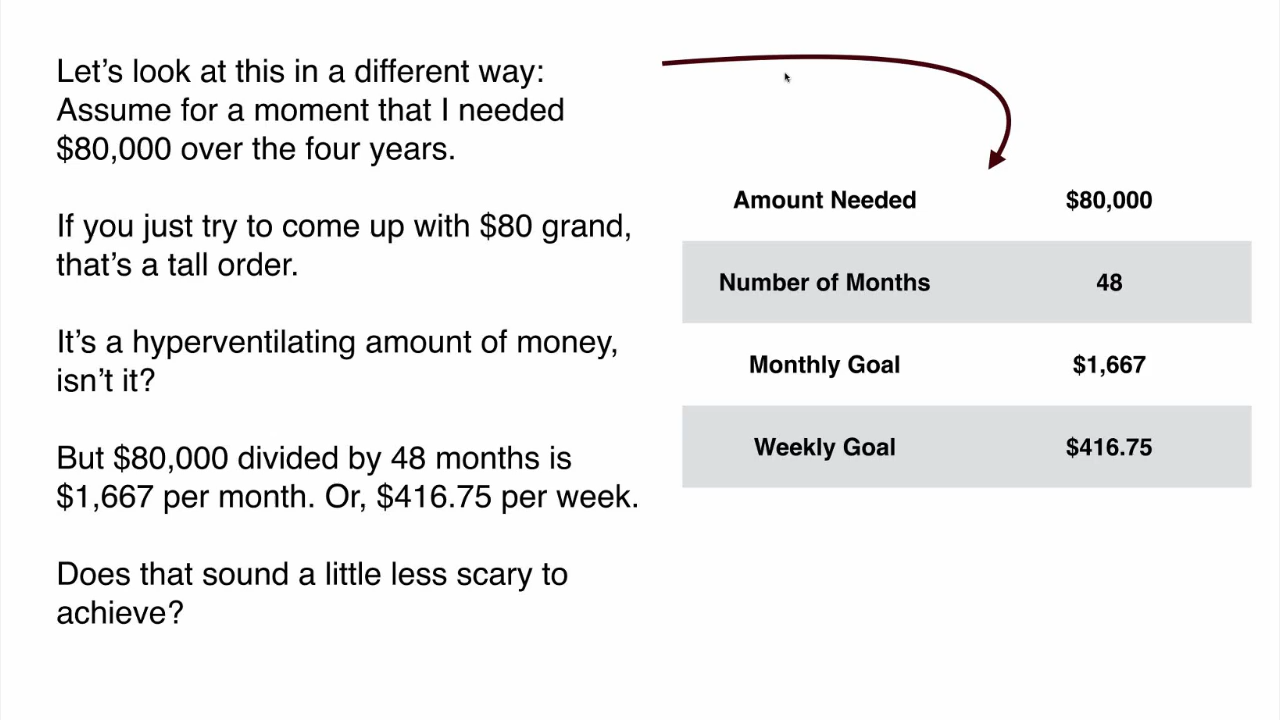 Let’s look at this in a different way:
Assume for a moment that I needed
$80,000 over the four years.
If you just try to come up with $80 grand,
that’s a tall order.
It’s a hyperventilating amount of money,
isn’t it?
But $80,000 divided by 48 months is
$1,667 per month. Or, $416.75 per week.
Does that sound a little less scary to
achieve?
Amount Needed $80,000
Number of Months 48
Monthly Goal $1,667
Weekly Goal $416.75